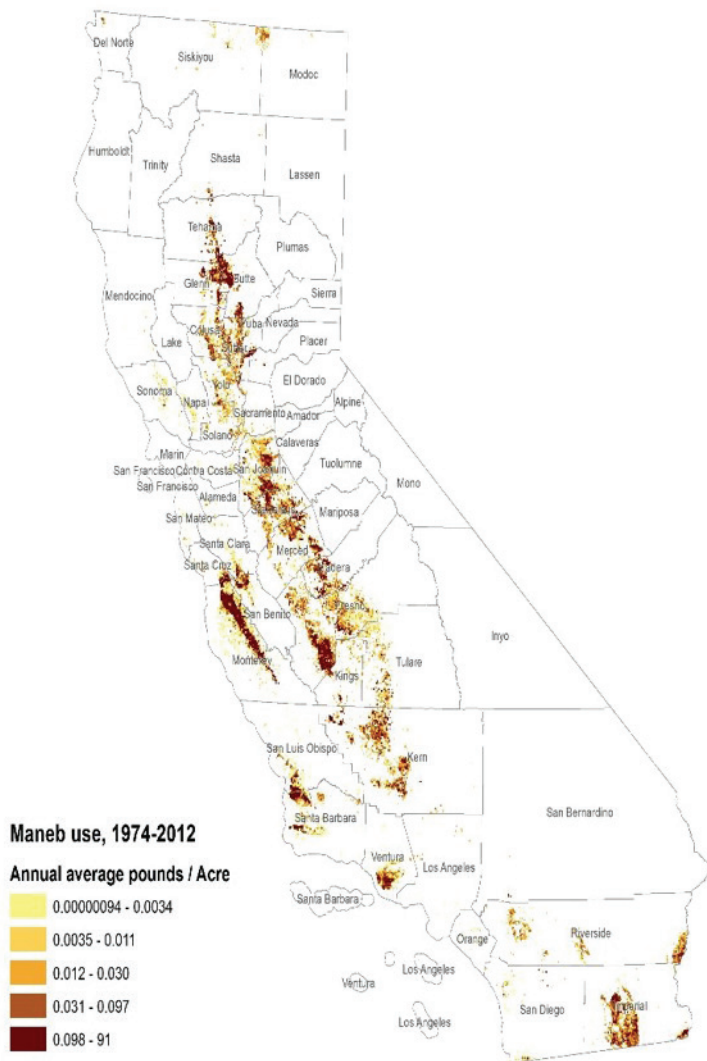 Del Norte
Siskiyou
Modoc
Humboldt
Trinity
Shasta
Lassen
Tehama
Plumas
Glenn
Butte
Mendocino
Sierra
Colusa
Yuba
Nevada
Lake
Sutter
Placer
Sonoma
Napa
Yolo
El Dorado
Sacramento
Alpine
Amador
Solano
Calaveras
Marin
San Joaquin
Tuolumne
San Francisco
Contra Costa
San Francisco
Mono
Alameda
Stanislaus
Mariposa
San Mateo
Merced
Santa Clara
Santa Cruz
Madera
Fresno
San Benito
Inyo
Monterey
Tulare
Kings
San Luis Obispo
Kern
San Bernardino
Santa Barbara
Ventura
Los Angeles
Santa Barbara
Orange
Riverside
Ventura
Los Angeles
San Diego
Imperial
Los Angeles
Maneb use, 1974-2012
Annual average pounds / Acre
0.00000094 - 0.0034
0.0035 - 0.011
0.012 - 0.030
0.031 - 0.097
0.098 - 91